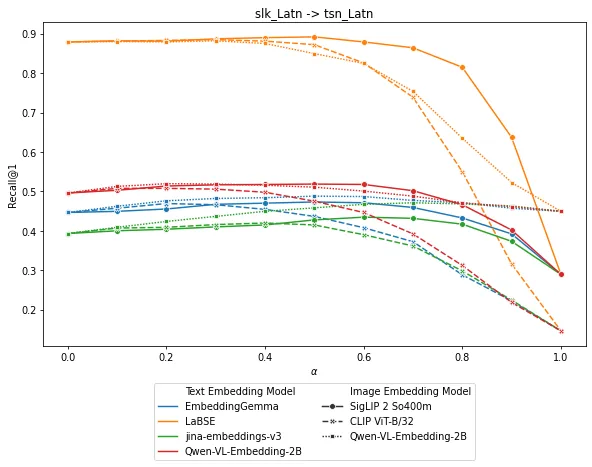 slk_Latn -> tsn_Latn
0.9
0.8
0.7
0.6
0.5
0.4
0.3
0.2
Recall@1
0.0 0.2 0.4 0.6 0.8 1.0
α
Text Embedding Model
EmbeddingGemma
LaBSE
jina-embeddings-v3
Qwen-VL-Embedding-2B
Image Embedding Model
SigLIP 2 So400m
CLIP ViT-B/32
Qwen-VL-Embedding-2B